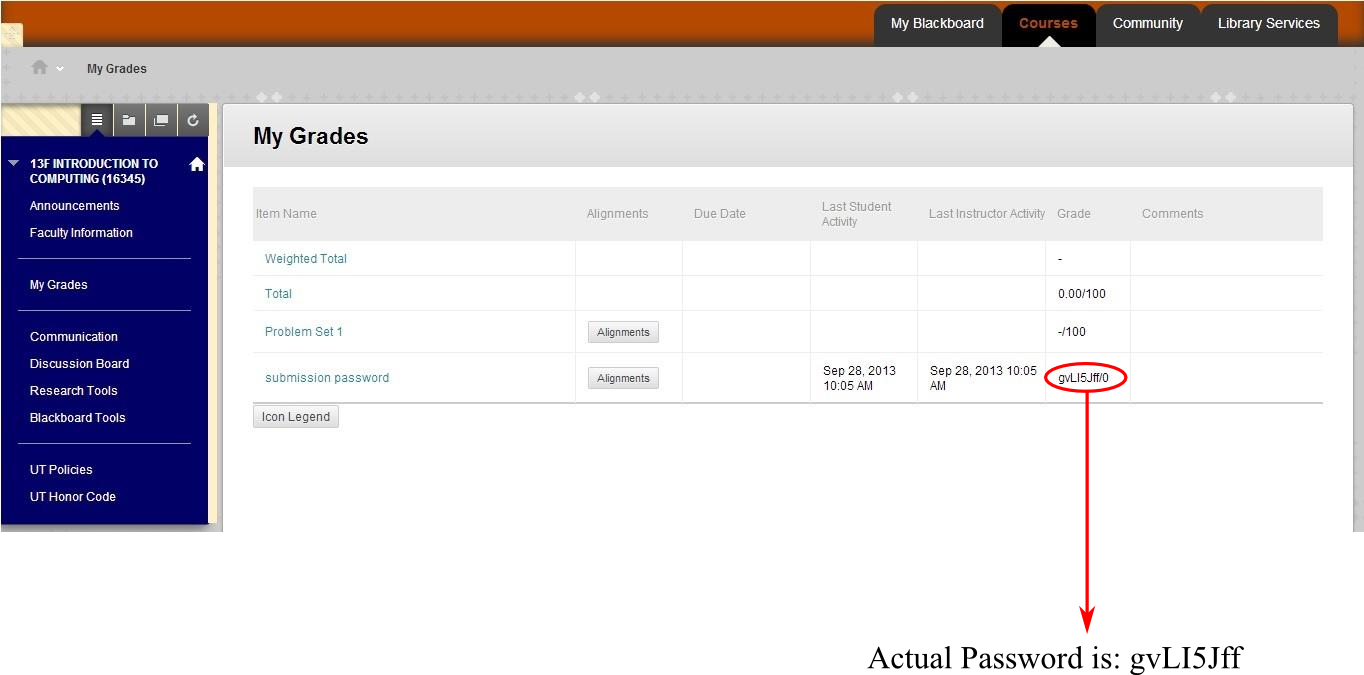 My Blackboard Courses Community Library Services
My Grades
13F INTRODUCTION TO
COMPUTING (16345)
Announcements
Faculty Information
My Grades
Communication
Discussion Board
Research Tools
Blackboard Tools
UT Policies
UT Honor Code
My Grades
Item Name Alignments Due Date Last Student Activity Last Instructor Activity Grade Comments
Weighted Total -
Total 0.00/100
Problem Set 1 Alignments -/100
submission password Alignments Sep 28, 2013 10:05 AM Sep 28, 2013 10:05 AM gvLI5Jff/0
Icon Legend
Actual Password is: gvLI5Jff